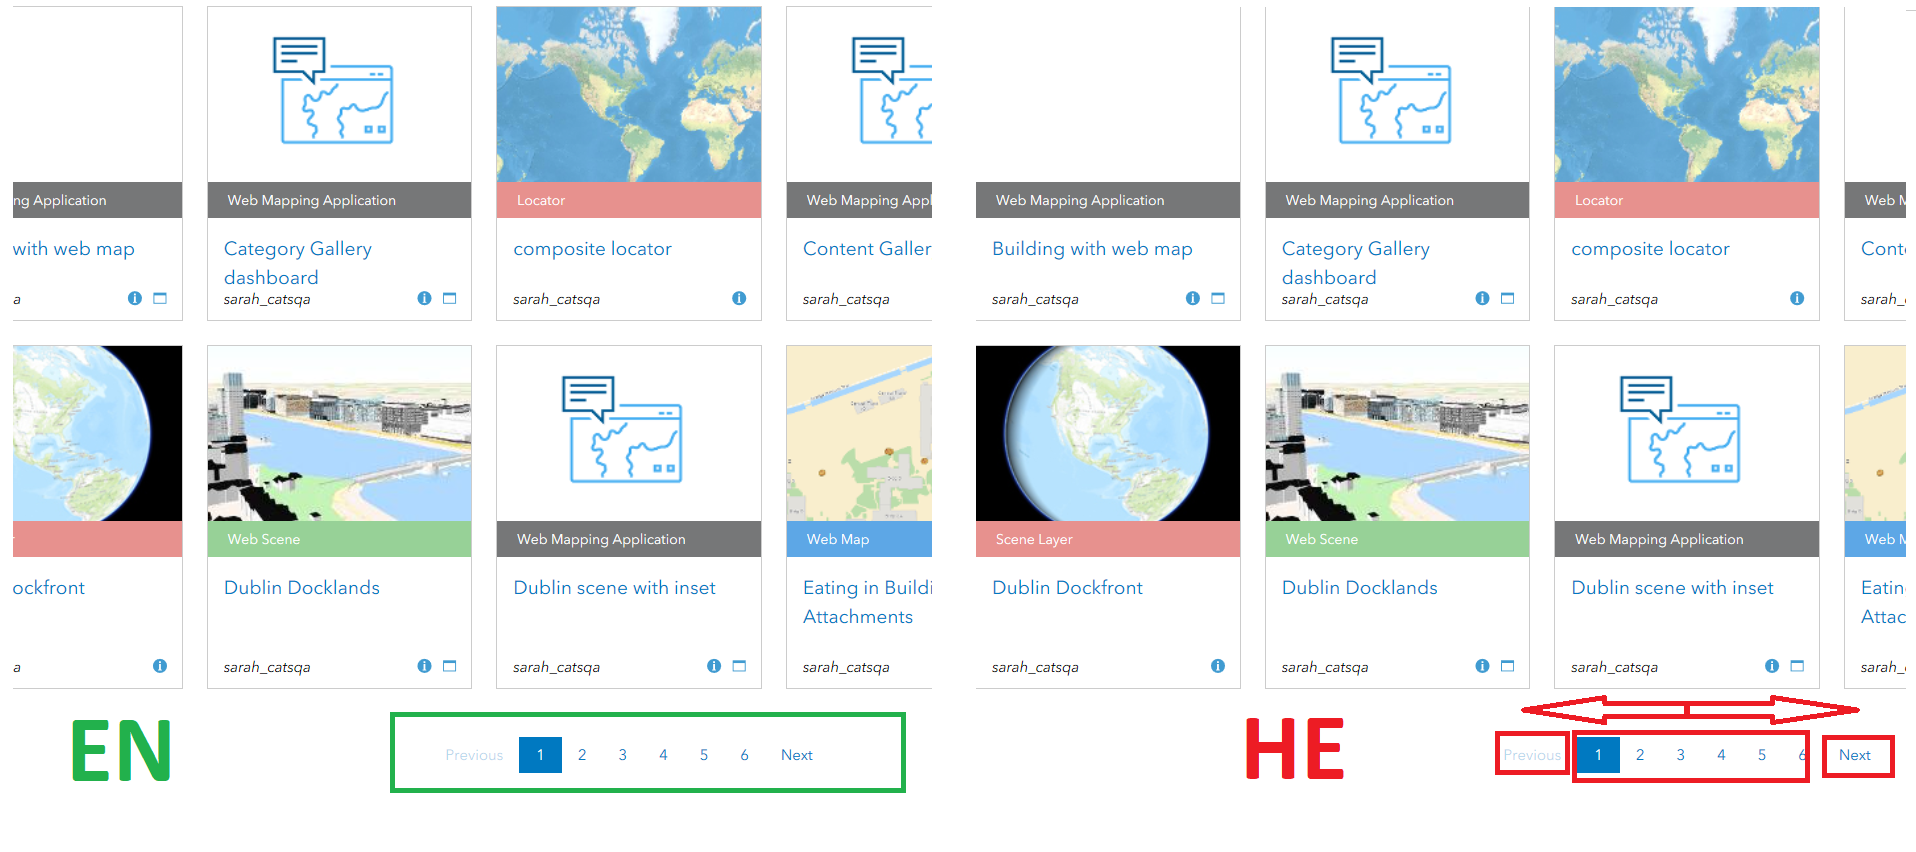 ng Application
Web Mapping Application
Locator
Web Mapping Appl
with web map
Category Gallery
dashboard
composite locator
Content Galler
a
sarah_catsqa
sarah_catsqa
sarah_catsqa
Web Scene
Web Mapping Application
Web Map
ockfront
Dublin Docklands
Dublin scene with inset
Eating in Buildi
Attachments
a
sarah_catsqa
sarah_catsqa
sarah_catsqa
EN
Previous 1 2 3 4 5 6 Next
Web Mapping Application
Web Mapping Application
Locator
Web M
Building with web map
Category Gallery
dashboard
composite locator
Conte
sarah_catsqa
sarah_catsqa
sarah_catsqa
sarah_
Scene Layer
Web Scene
Web Mapping Application
Web M
Dublin Dockfront
Dublin Docklands
Dublin scene with inset
Eatin
Attac
sarah_catsqa
sarah_catsqa
sarah_catsqa
sarah_
HE
Previous 1 2 3 4 5 6 Next